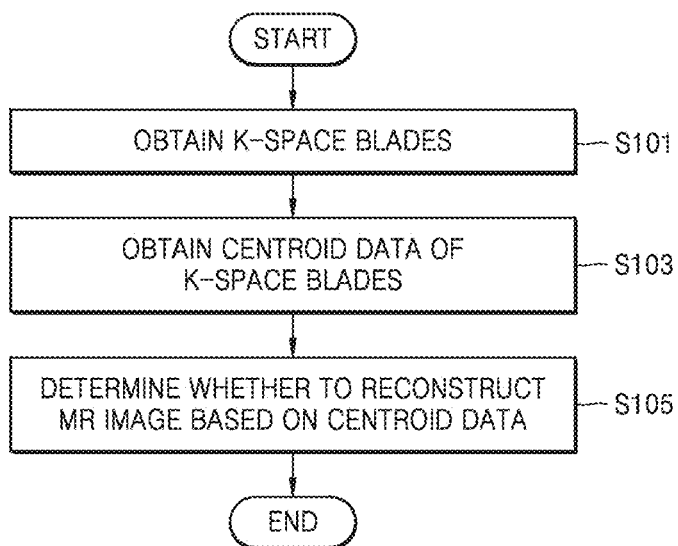 START
OBTAIN K-SPACE BLADES
S101
OBTAIN CENTROID DATA OF
K-SPACE BLADES
S103
DETERMINE WHETHER TO RECONSTRUCT
MR IMAGE BASED ON CENTROID DATA
S105
END